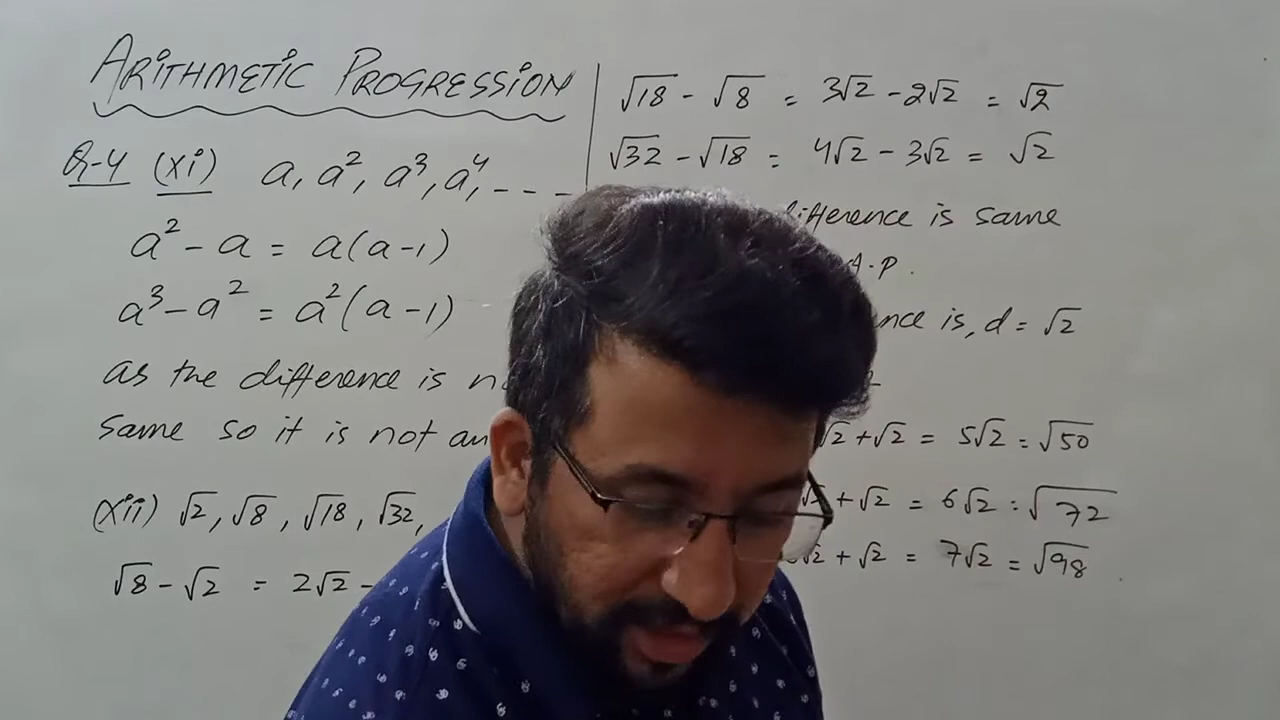 ARITHMETIC PROGRESSION
Q-4 (xi) a, a², a³, a⁴, - - - -
a² - a = a(a-1)
a³ - a² = a²(a-1)
as the difference is
same so it is not an
(xii) √2, √8, √18, √32,
√8 - √2 = 2√2 -
√18 - √8 = 3√2 - 2√2 = √2
√32 - √18 = 4√2 - 3√2 = √2
difference is same
A.P.
is, d = √2
√2 + √2 = 5√2 = √50
√2 + √2 = 6√2 = √72
√2 + √2 = 7√2 = √98